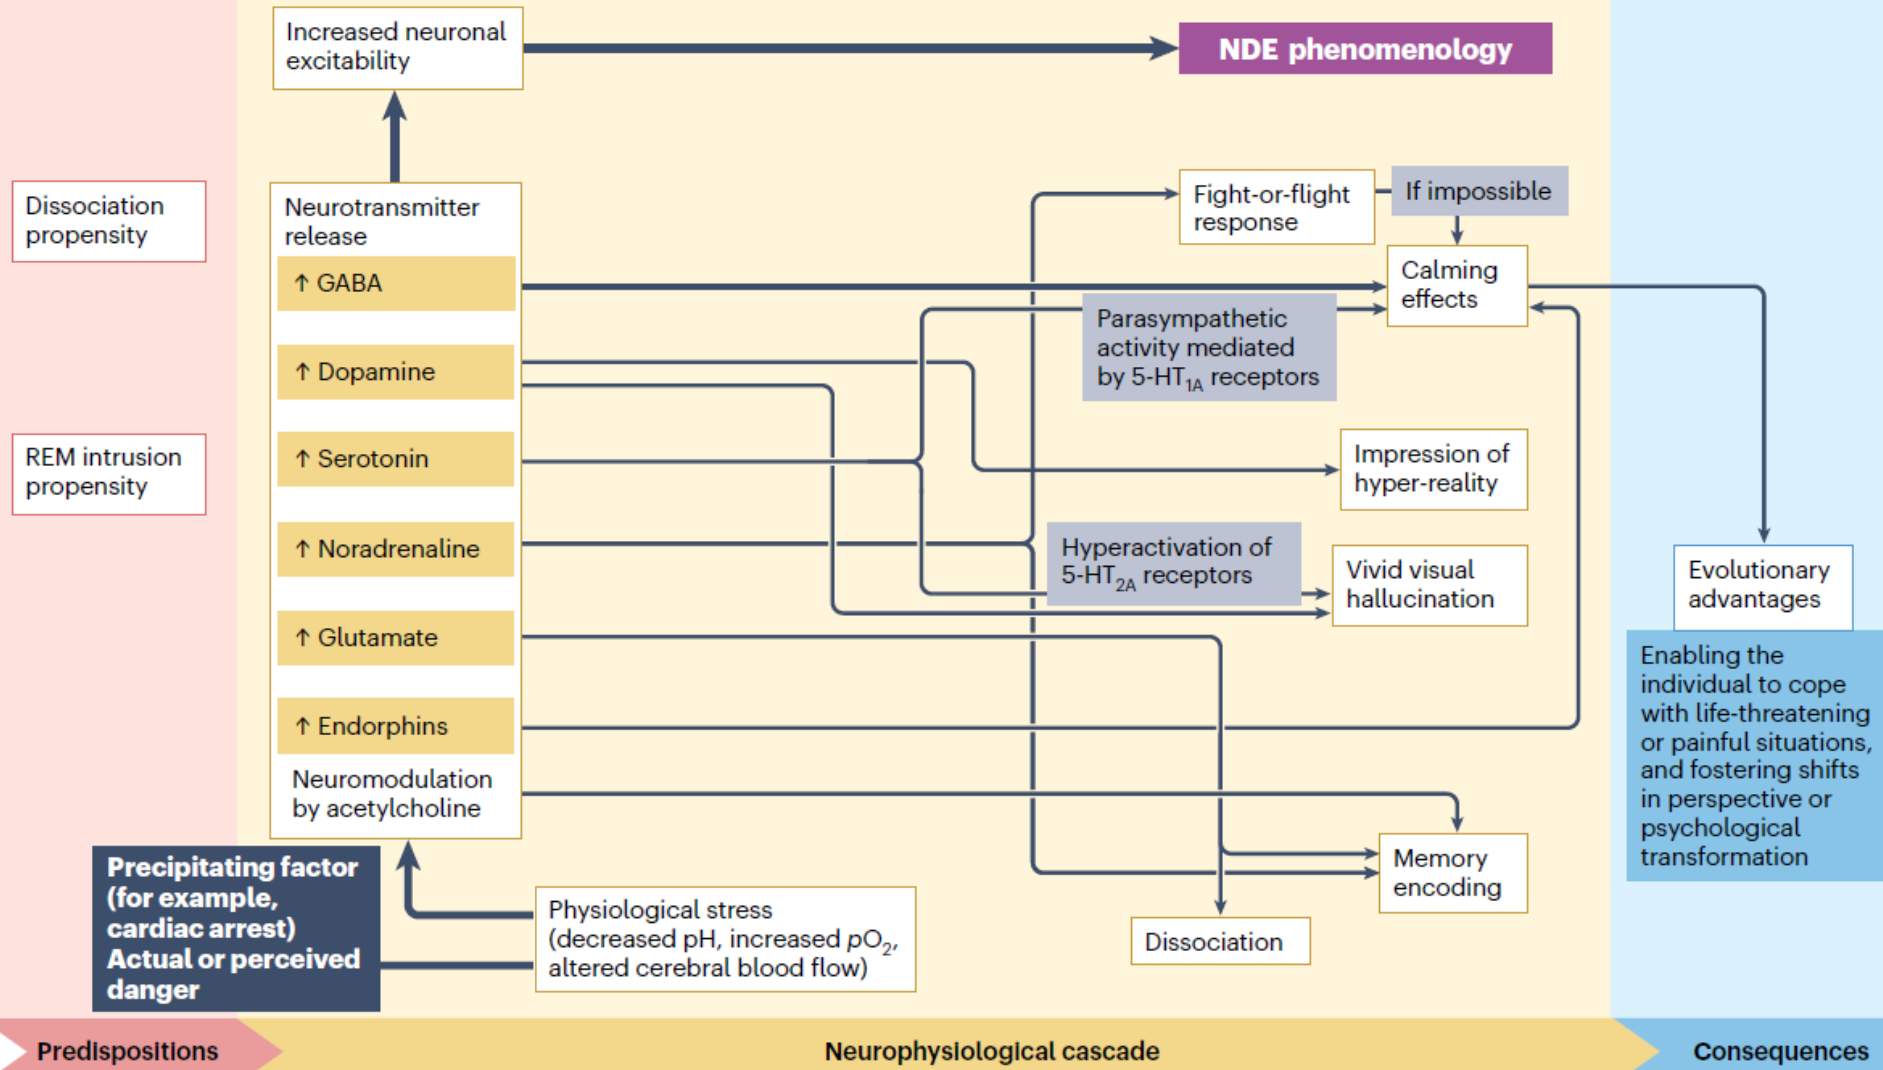 Increased neuronal
excitability
NDE phenomenology
Dissociation
propensity
REM intrusion
propensity
Neurotransmitter
release
↑ GABA
↑ Dopamine
↑ Serotonin
↑ Noradrenaline
↑ Glutamate
↑ Endorphins
Neuromodulation
by acetylcholine
Fight-or-flight
response
If impossible
Calming
effects
Parasympathetic
activity mediated
by 5-HT1A receptors
Impression of
hyper-reality
Hyperactivation of
5-HT2A receptors
Vivid visual
hallucination
Memory
encoding
Dissociation
Precipitating factor
(for example,
cardiac arrest)
Actual or perceived
danger
Physiological stress
(decreased pH, increased pO2,
altered cerebral blood flow)
Evolutionary
advantages
Enabling the
individual to cope
with life-threatening
or painful situations,
and fostering shifts
in perspective or
psychological
transformation
Predispositions
Neurophysiological cascade
Consequences